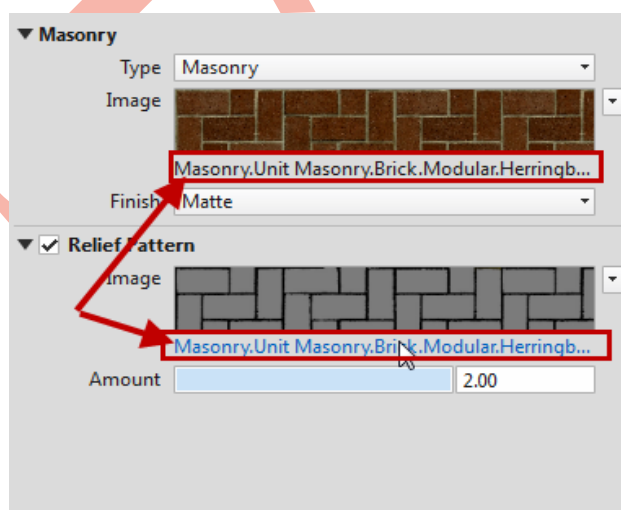 Masonry
Type Masonry
Image
Masonry.Unit Masonry.Brick.Modular.Herringb...
Finish Matte
Relief Pattern
Image
Masonry.Unit Masonry.Brick.Modular.Herringb...
Amount 2.00